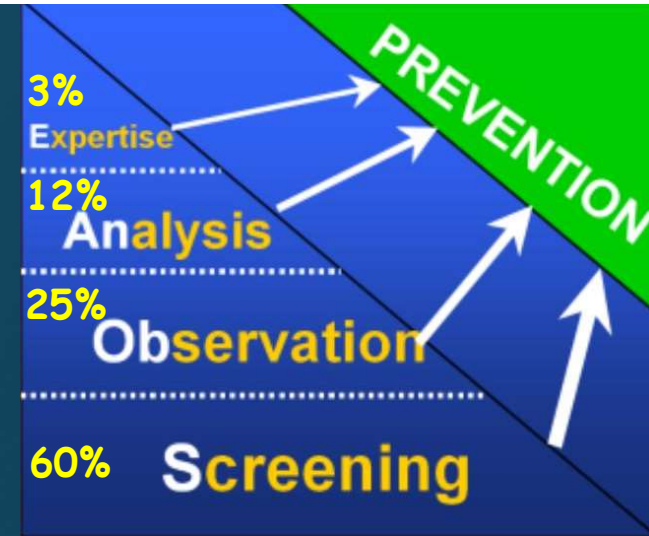 3%
Expertise
12%
Analysis
25%
Observation
60%
Screening
PREVENTION